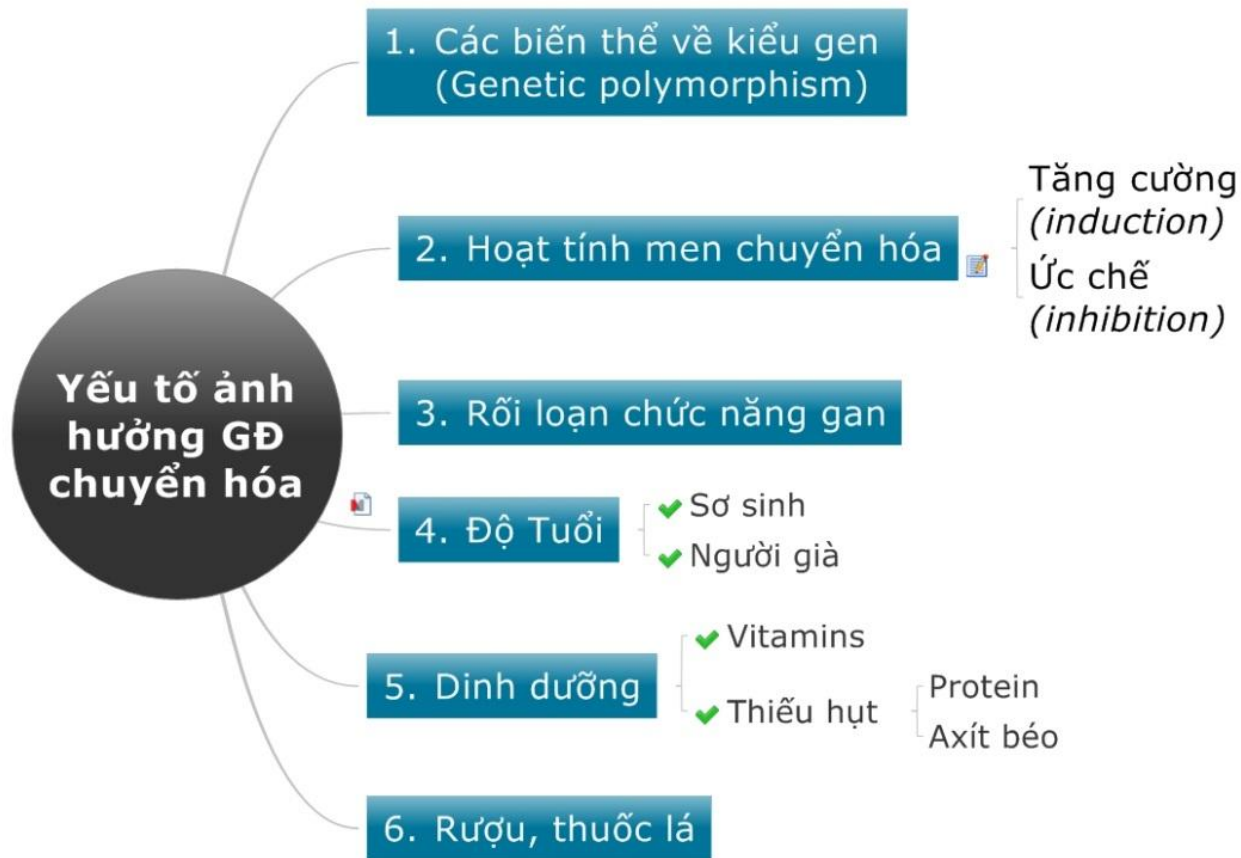 Yếu tố ảnh
hưởng GĐ
chuyển hóa
1. Các biến thể về kiểu gen
(Genetic polymorphism)
2. Hoạt tính men chuyển hóa
Tăng cường
(induction)
Ức chế
(inhibition)
3. Rối loạn chức năng gan
4. Độ Tuổi
Sơ sinh
Người già
5. Dinh dưỡng
Vitamins
Thiếu hụt
Protein
Axít béo
6. Rượu, thuốc lá